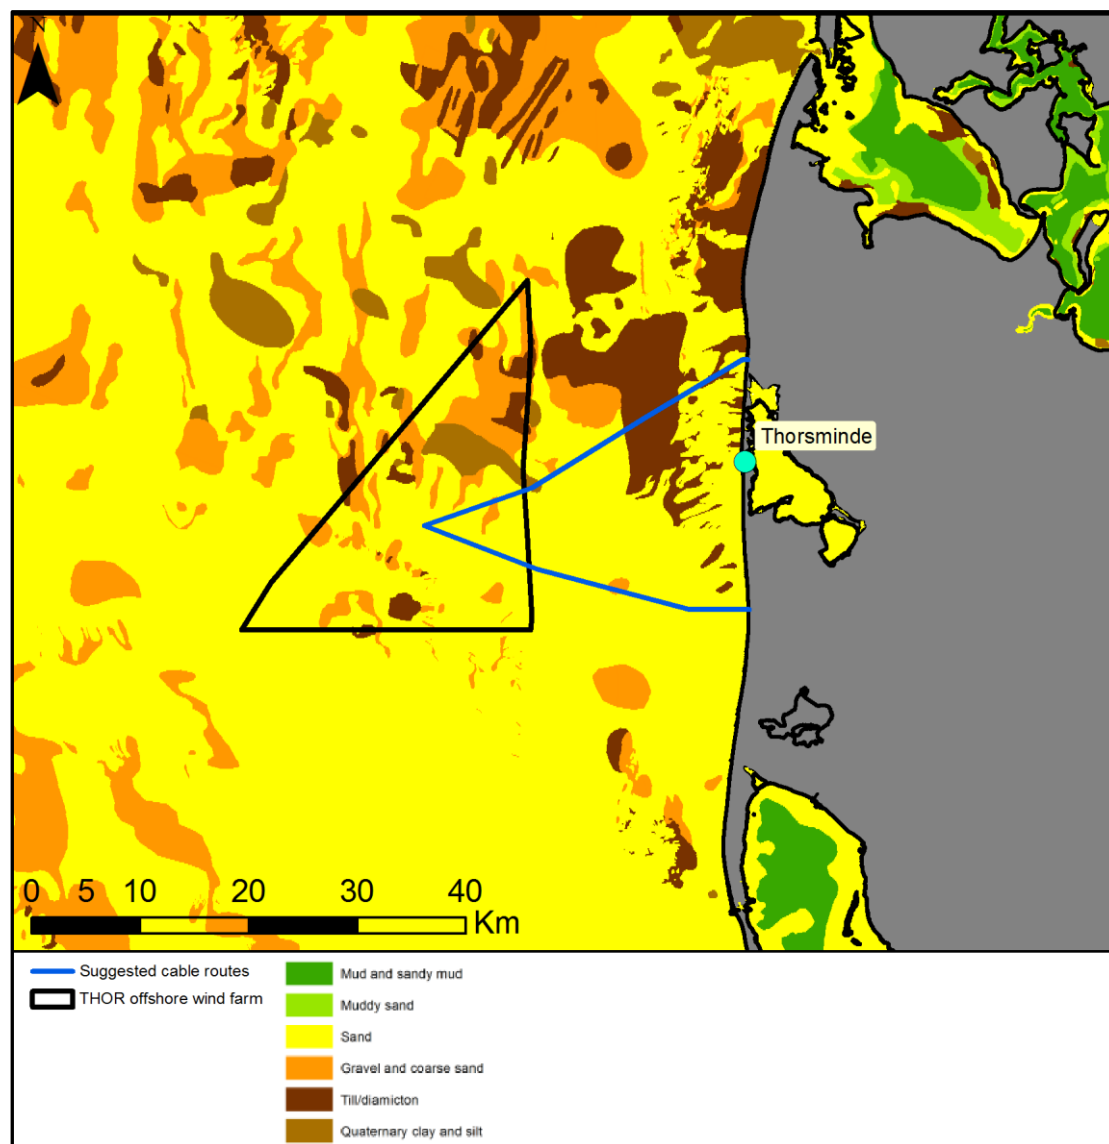 N
Thorsminde
0 5 10 20 30 40
Km
Suggested cable routes
THOR offshore wind farm
Mud and sandy mud
Muddy sand
Sand
Gravel and coarse sand
Till/diamicton
Quaternary clay and silt